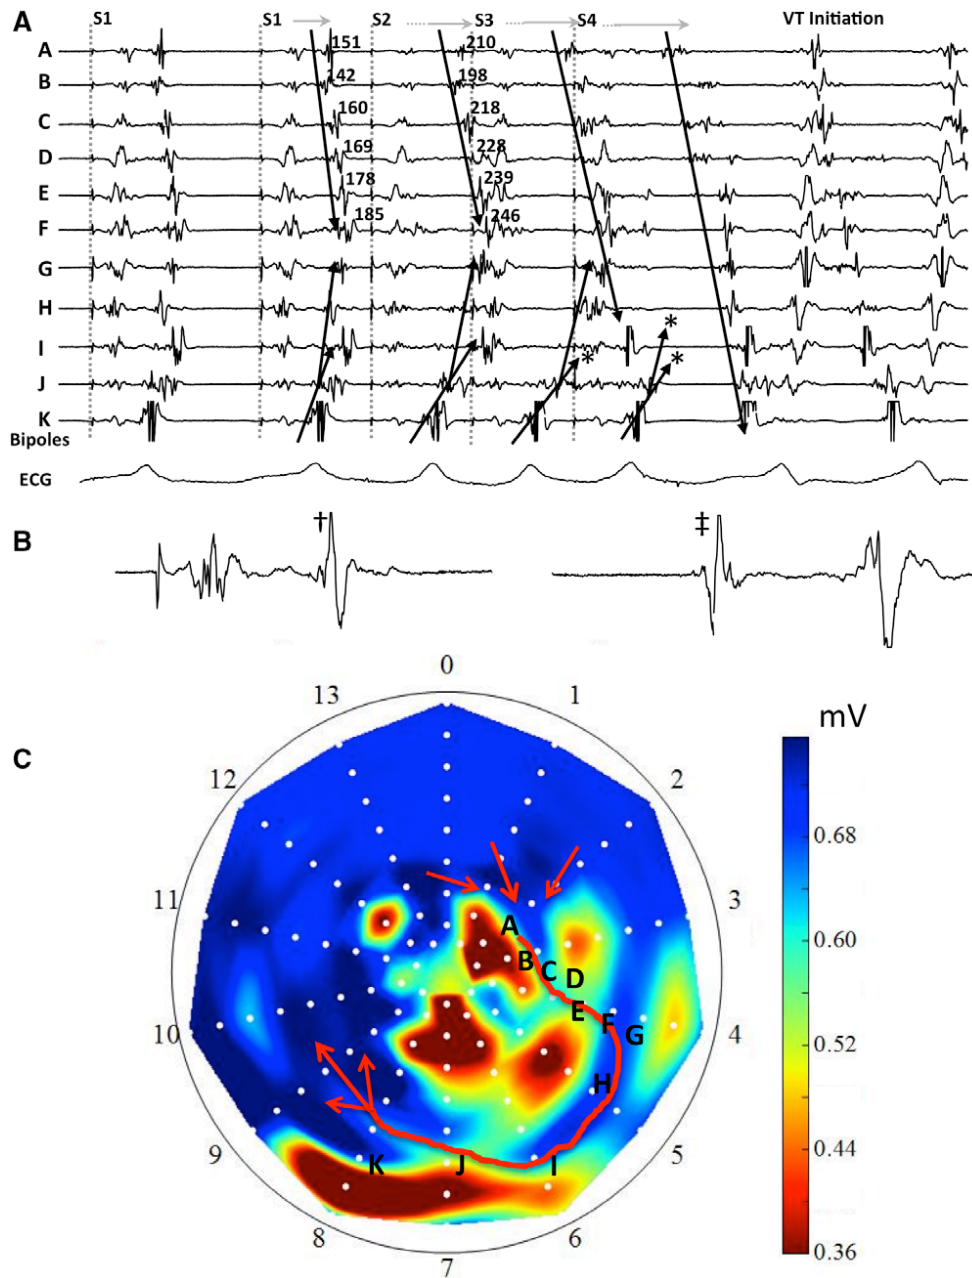 A
S1 S1 S2 S3 S4 VT Initiation
A 151 210
B 142 198
C 160 218
D 169 228
E 178 239
F 185 246
G
H
I * *
J
K
Bipoles
ECG
B † ‡
C
0
13 1
12 2
11 3
10 4
9 5
8 6
7
A
B C D
E
F G
H
K J I
mV
0.68
0.60
0.52
0.44
0.36